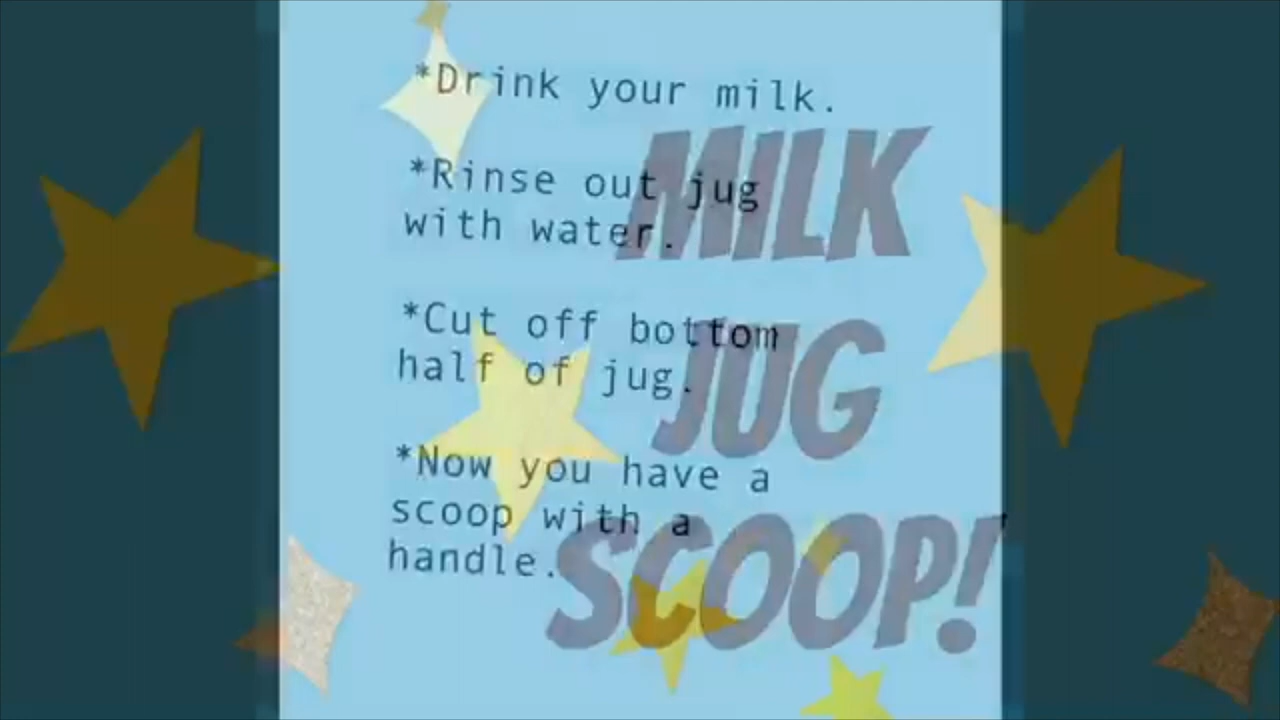 *Drink your milk.
*Rinse out jug
with water.
*Cut off bottom
half of jug.
*Now you have a
scoop with a
handle.
MILK
JUG
SCOOP!